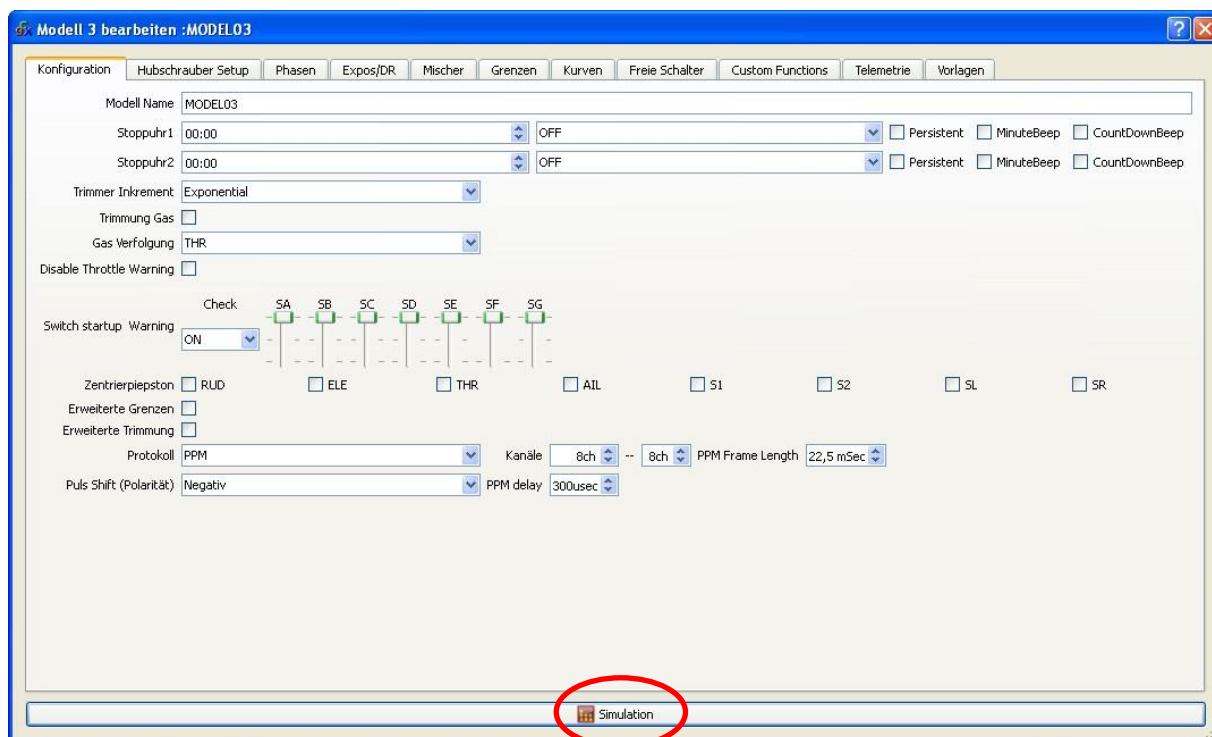 Modell 3 bearbeiten :MODEL03
Konfiguration Hubschrauber Setup Phasen Expos/DR Mischer Grenzen Kurven Freie Schalter Custom Functions Telemetrie Vorlagen
Modell Name MODEL03
Stoppuhr1 00:00 OFF Persistent MinuteBeep CountDownBeep
Stoppuhr2 00:00 OFF Persistent MinuteBeep CountDownBeep
Trimmer Inkrement Exponential
Trimmung Gas
Gas Verfolgung THR
Disable Throttle Warning
Check SA SB SC SD SE SF SG
Switch startup Warning
ON
Zentrierpiepston RUD ELE THR AIL S1 S2 SL SR
Erweiterte Grenzen
Erweiterte Trimmung
Protokoll PPM Kanäle 8ch -- 8ch PPM Frame Length 22,5 mSec
Puls Shift (Polarität) Negativ PPM delay 300usec
Simulation